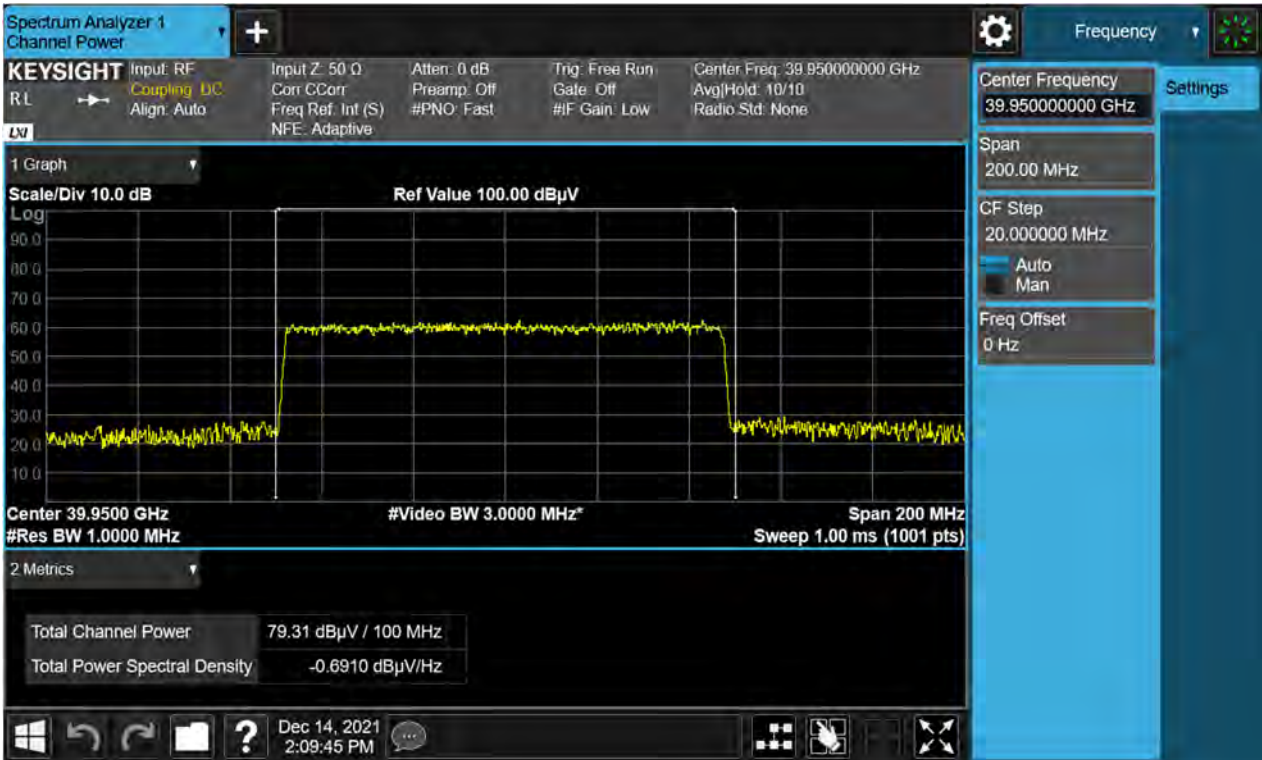 Spectrum Analyzer 1
Channel Power
Frequency
KEYSIGHT
R L
LXI
Input: RF
Coupling: DC
Align: Auto
Input Z: 50 Ω
Corr CCorr
Freq Ref: Int (S)
NFE: Adaptive
Atten: 0 dB
Preamp: Off
#PNO: Fast
Trig: Free Run
Gate: Off
#IF Gain: Low
Center Freq: 39.950000000 GHz
Avg|Hold: 10/10
Radio Std: None
Center Frequency
39.950000000 GHz
Settings
Span
200.00 MHz
CF Step
20.000000 MHz
Auto
Man
Freq Offset
0 Hz
1 Graph
Scale/Div 10.0 dB
Ref Value 100.00 dBµV
Log
90.0
80.0
70.0
60.0
50.0
40.0
30.0
20.0
10.0
Center 39.9500 GHz
#Video BW 3.0000 MHz*
Span 200 MHz
#Res BW 1.0000 MHz
Sweep 1.00 ms (1001 pts)
2 Metrics
Total Channel Power 79.31 dBµV / 100 MHz
Total Power Spectral Density -0.6910 dBµV/Hz
?
Dec 14, 2021
2:09:45 PM